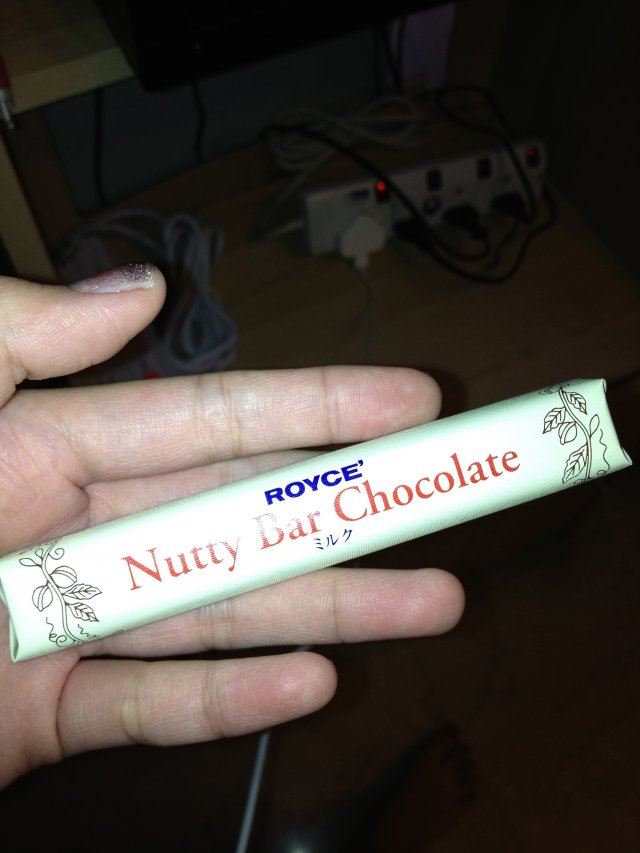 ROYCE'
Nutty Bar Chocolate
ミルク